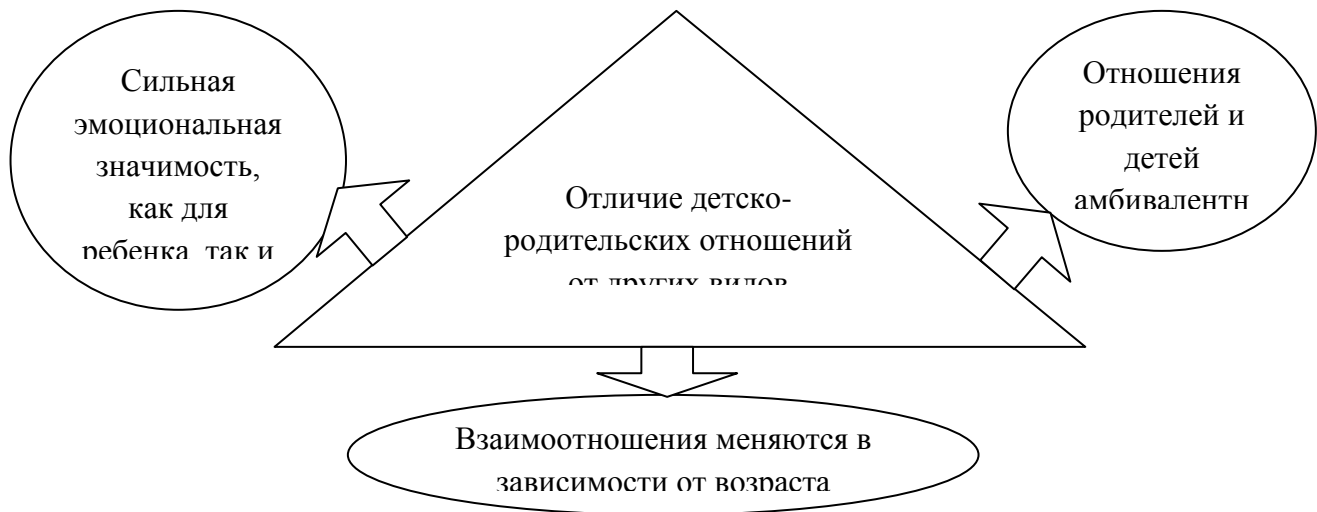 Сильная
эмоциональная
значимость,
как для
ребенка, так и
Отличие детско-
родительских отношений
от других видов
Отношения
родителей и
детей
амбивалентн
Взаимоотношения меняются в
зависимости от возраста